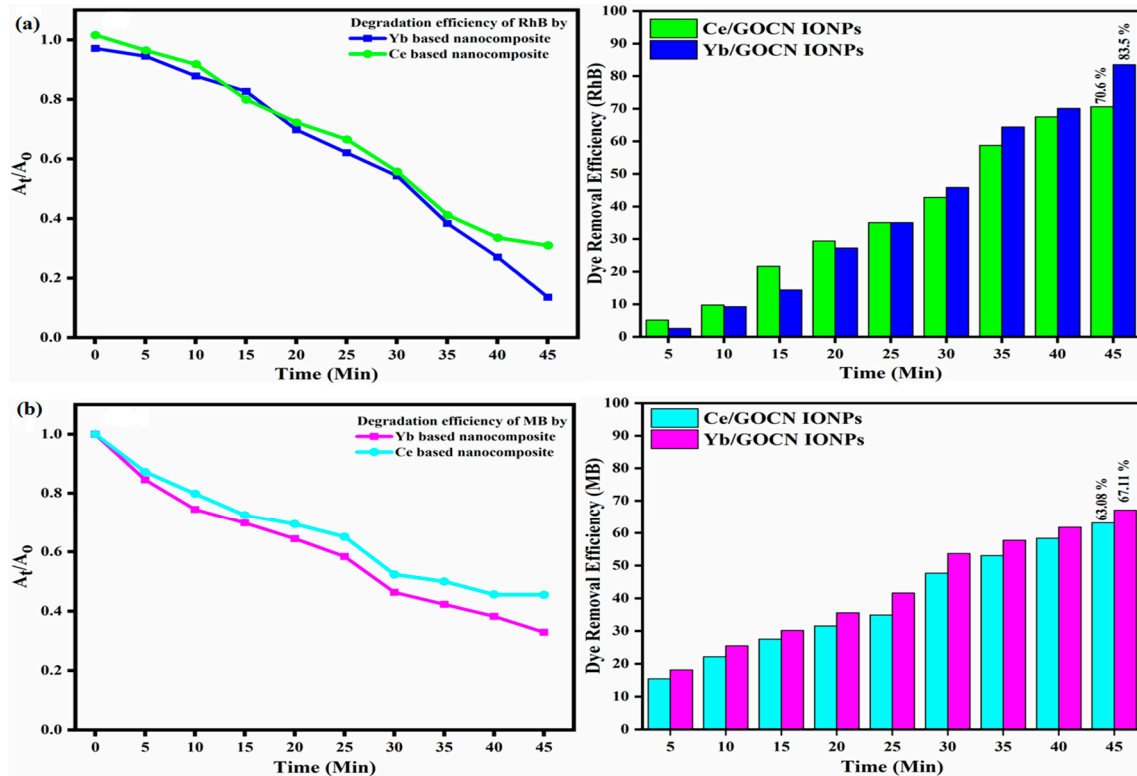 (a)
Degradation efficiency of RhB by
Yb based nanocomposite
Ce based nanocomposite
1.0
0.8
0.6
0.4
0.2
0.0
At/A0
0 5 10 15 20 25 30 35 40 45
Time (Min)
Ce/GOCN IONPs
Yb/GOCN IONPs
70.6 %
83.5 %
100
90
80
70
60
50
40
30
20
10
0
Dye Removal Efficiency (RhB)
5 10 15 20 25 30 35 40 45
Time (Min)
(b)
Degradation efficiency of MB by
Yb based nanocomposite
Ce based nanocomposite
1.0
0.8
0.6
0.4
0.2
0.0
At/A0
0 5 10 15 20 25 30 35 40 45
Time (Min)
Ce/GOCN IONPs
Yb/GOCN IONPs
63.08 %
67.11 %
100
90
80
70
60
50
40
30
20
10
0
Dye Removal Efficiency (MB)
5 10 15 20 25 30 35 40 45
Time (Min)